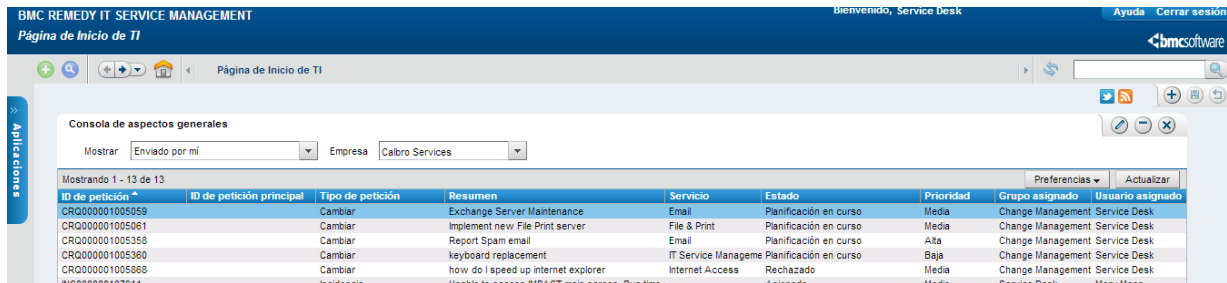 BMC REMEDY IT SERVICE MANAGEMENT
Bienvenido, Service Desk
Ayuda Cerrar sesión
Página de Inicio de TI
bmcsoftware
Página de Inicio de TI
Aplicaciones
Consola de aspectos generales
Mostrar Enviado por mí Empresa Calbro Services
Mostrando 1 - 13 de 13 Preferencias Actualizar
ID de petición ID de petición principal Tipo de petición Resumen Servicio Estado Prioridad Grupo asignado Usuario asignado
CRQ000001005059 Cambiar Exchange Server Maintenance Email Planificación en curso Media Change Management Service Desk
CRQ000001005061 Cambiar Implement new File Print server File & Print Planificación en curso Media Change Management Service Desk
CRQ000001005358 Cambiar Report Spam email Email Planificación en curso Alta Change Management Service Desk
CRQ000001005360 Cambiar keyboard replacement IT Service Manageme Planificación en curso Baja Change Management Service Desk
CRQ000001005868 Cambiar how do I speed up internet explorer Internet Access Rechazado Media Change Management Service Desk